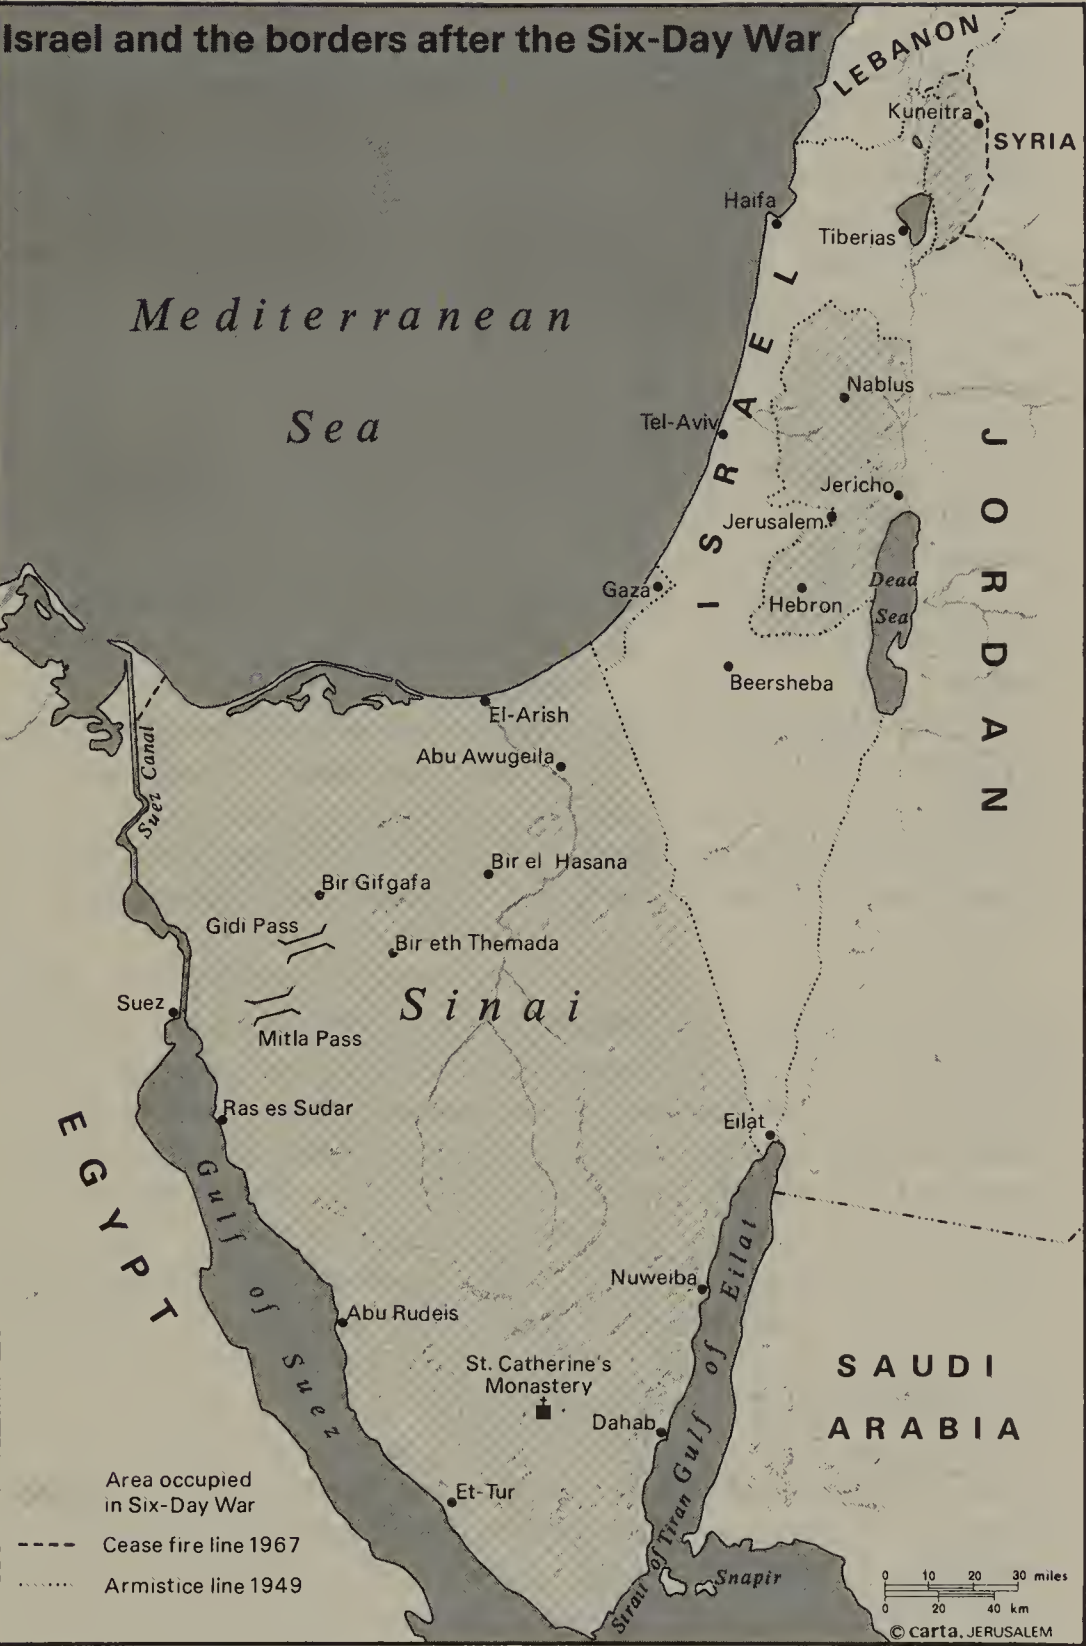 Israel and the borders after the Six-Day War
LEBANON
Kuneitra
SYRIA
Haifa
Tiberias
Mediterranean
Sea
ISRAEL
Nablus
Tel-Aviv
JORDAN
Jericho
Jerusalem
Gaza
Hebron
Dead
Sea
Beersheba
El-Arish
Abu Awugeila
Suez Canal
Bir el Hasana
Bir Gifgafa
Gidi Pass
Bir eth Themada
Sinai
Suez
Mitla Pass
Ras es Sudar
Eilat
EGYPT
Gulf of Suez
Nuweiba
Gulf of Eilat
Abu Rudeis
St. Catherine's
Monastery
Dahab
SAUDI
ARABIA
Et-Tur
Strait of Tiran
Snapir
Area occupied
in Six-Day War
Cease fire line 1967
Armistice line 1949
0 10 20 30 miles
0 20 40 km
© carta, JERUSALEM